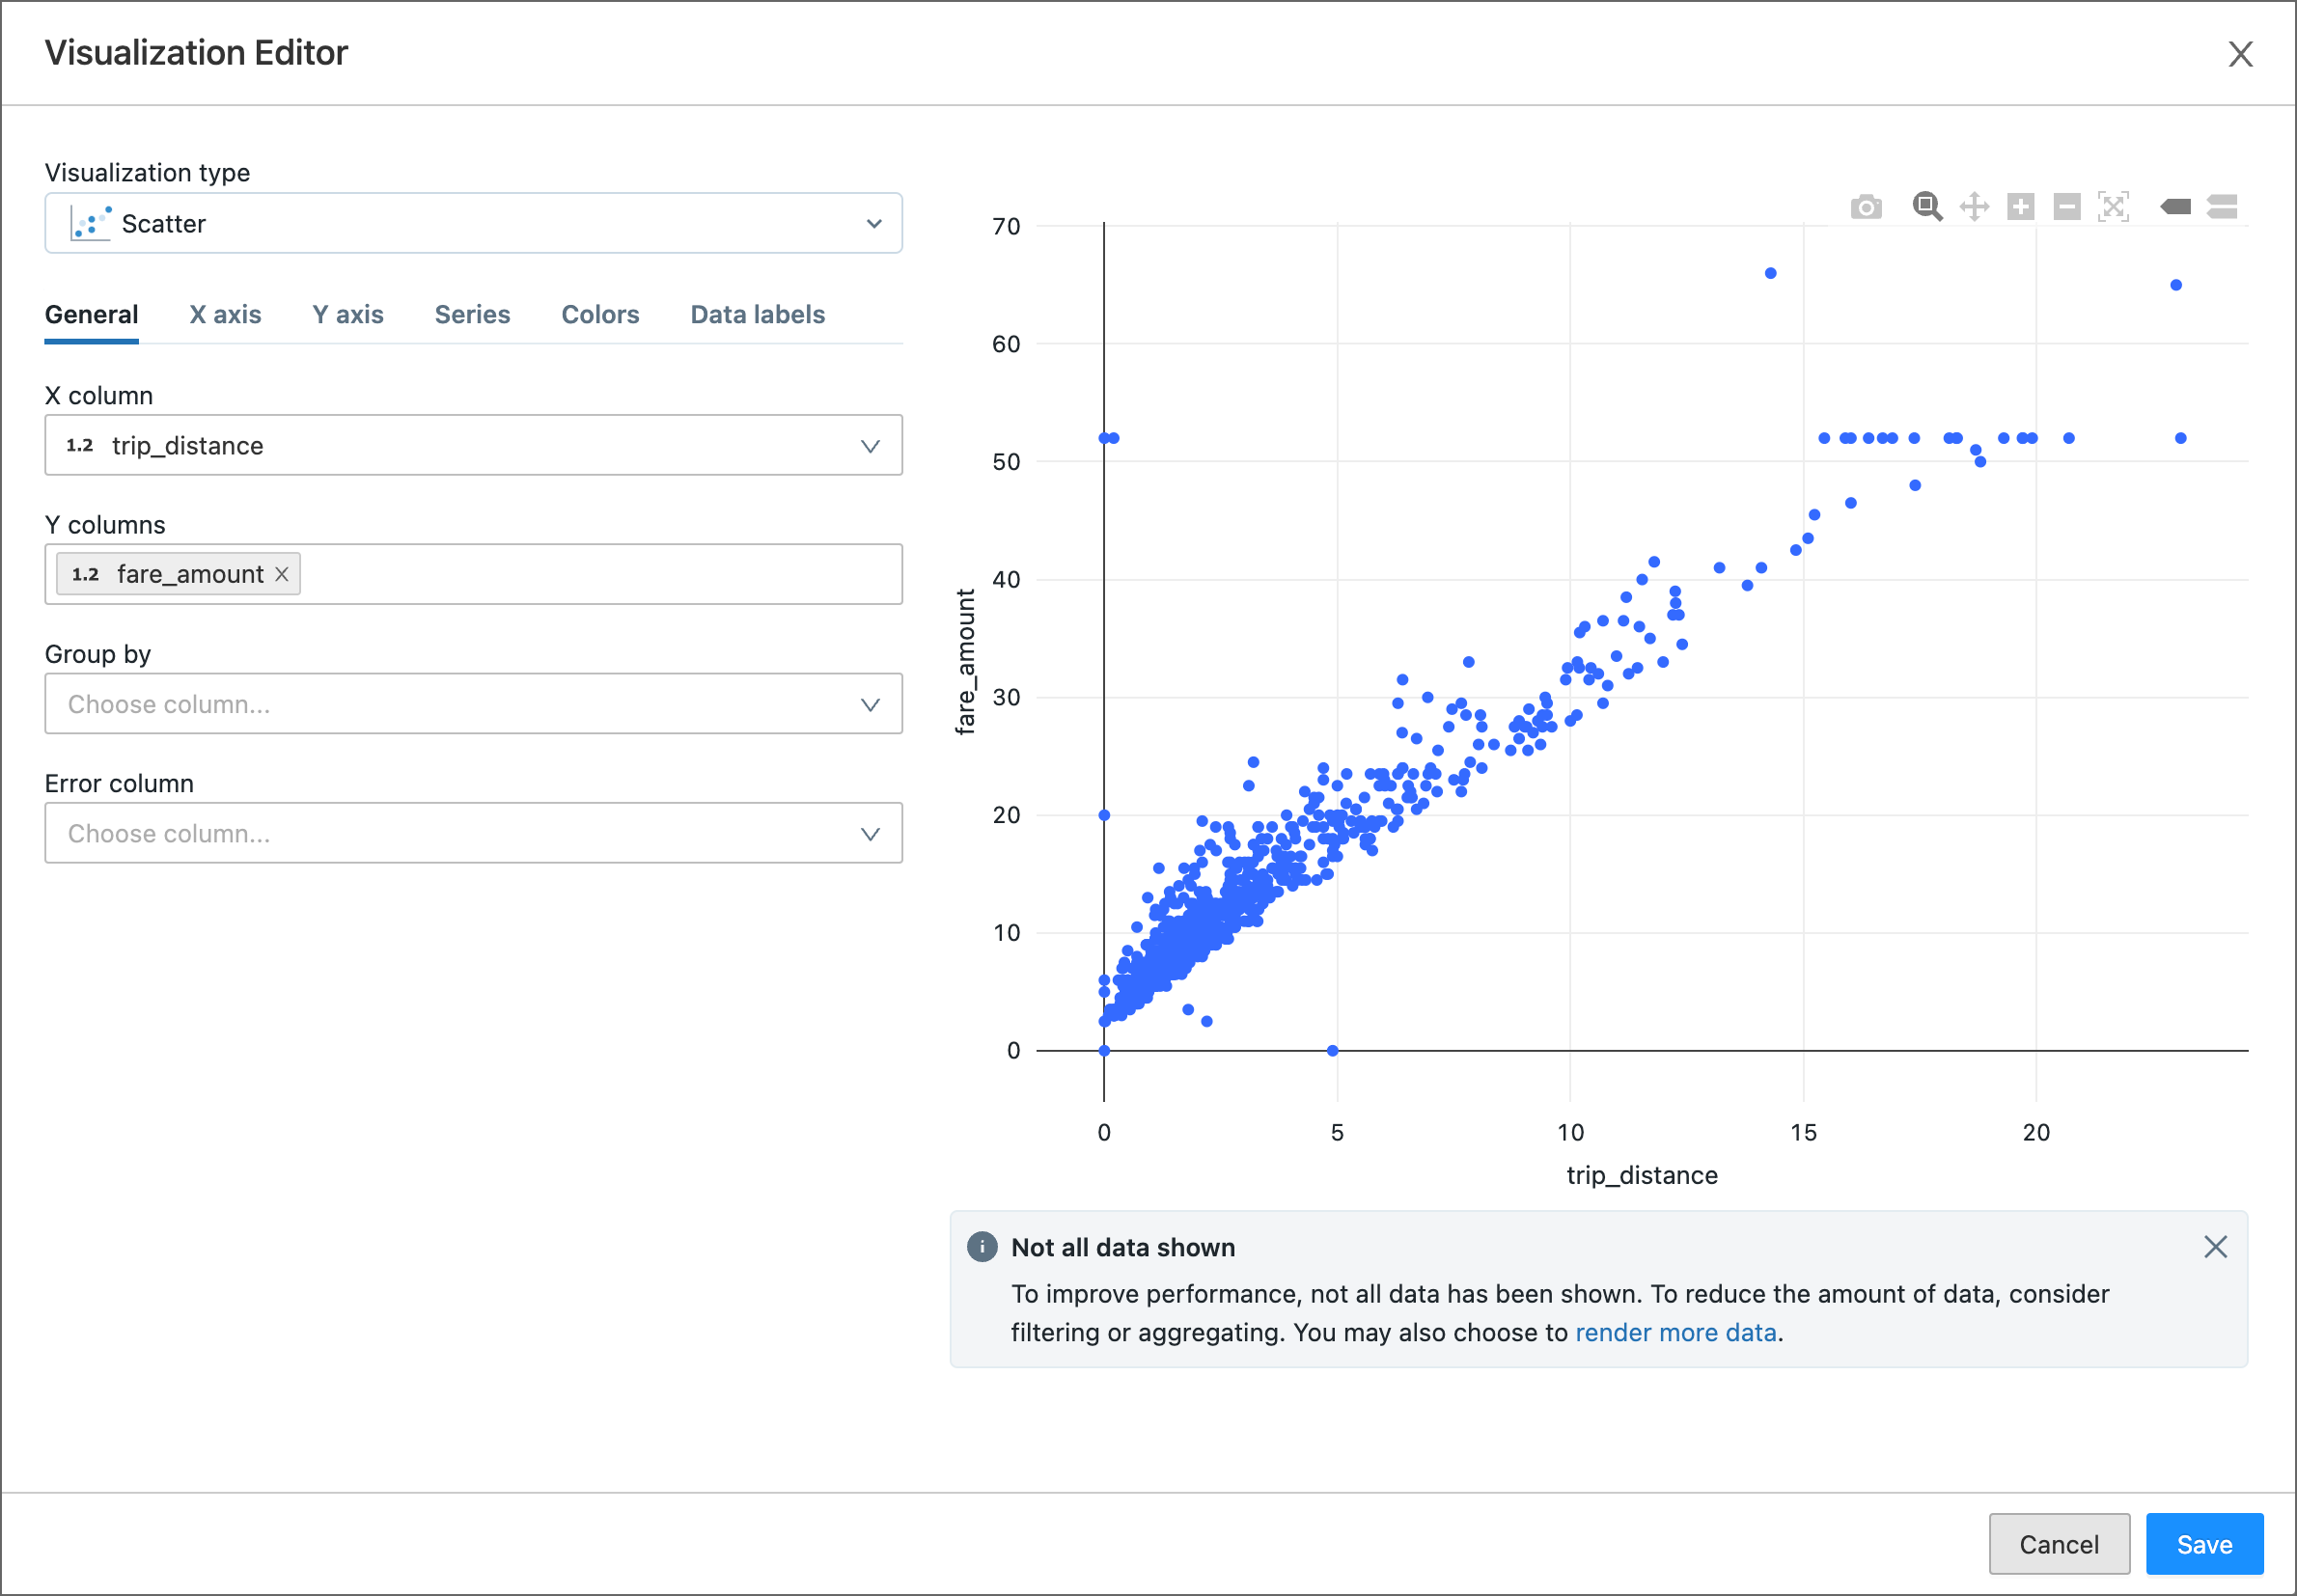 Visualization Editor
Visualization type
Scatter
General X axis Y axis Series Colors Data labels
X column
1.2 trip_distance
Y columns
1.2 fare_amount
Group by
Choose column...
Error column
Choose column...
70
60
50
40
30
20
10
0
fare_amount
0 5 10 15 20
trip_distance
Not all data shown
To improve performance, not all data has been shown. To reduce the amount of data, consider
filtering or aggregating. You may also choose to render more data.
Cancel Save